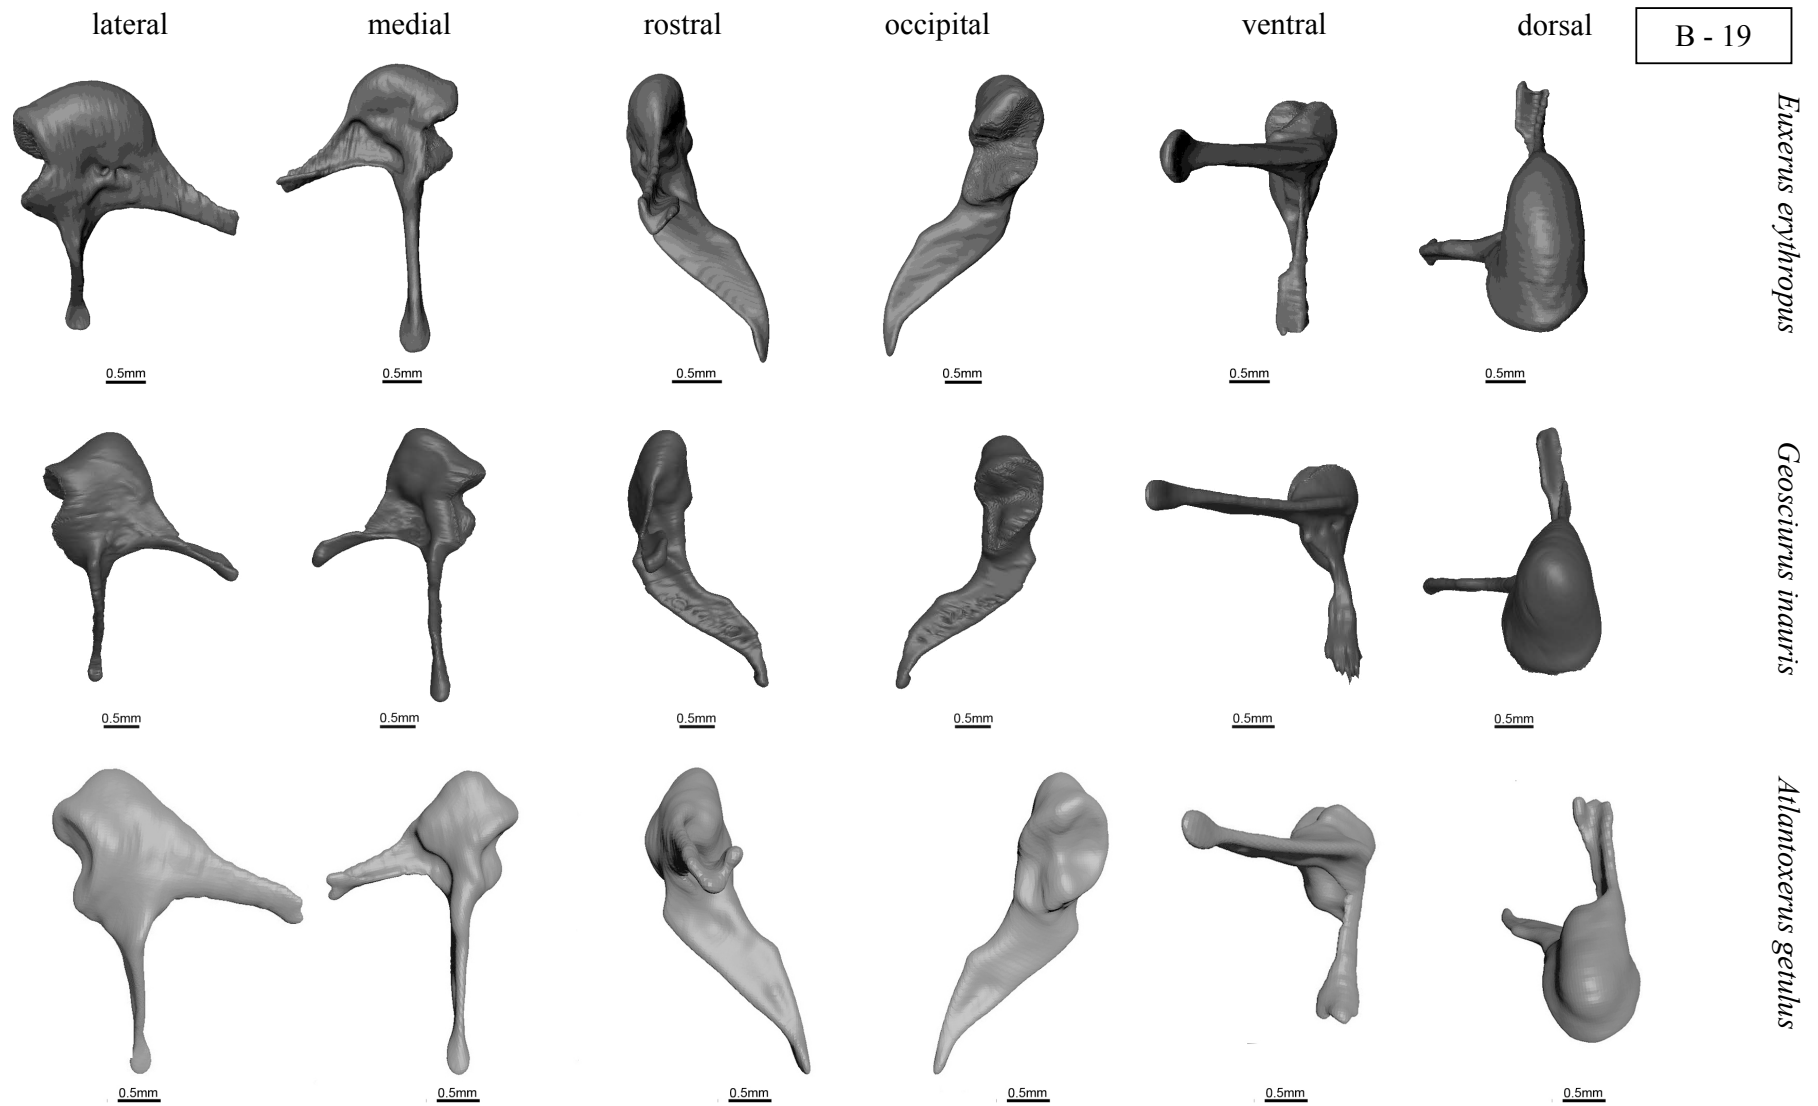 lateral medial rostral occipital ventral dorsal B - 19
Euxerus erythropus
0.5mm 0.5mm 0.5mm 0.5mm 0.5mm 0.5mm
Geosciurus inauris
0.5mm 0.5mm 0.5mm 0.5mm 0.5mm 0.5mm
Atlantoxerus getulus
0.5mm 0.5mm 0.5mm 0.5mm 0.5mm 0.5mm